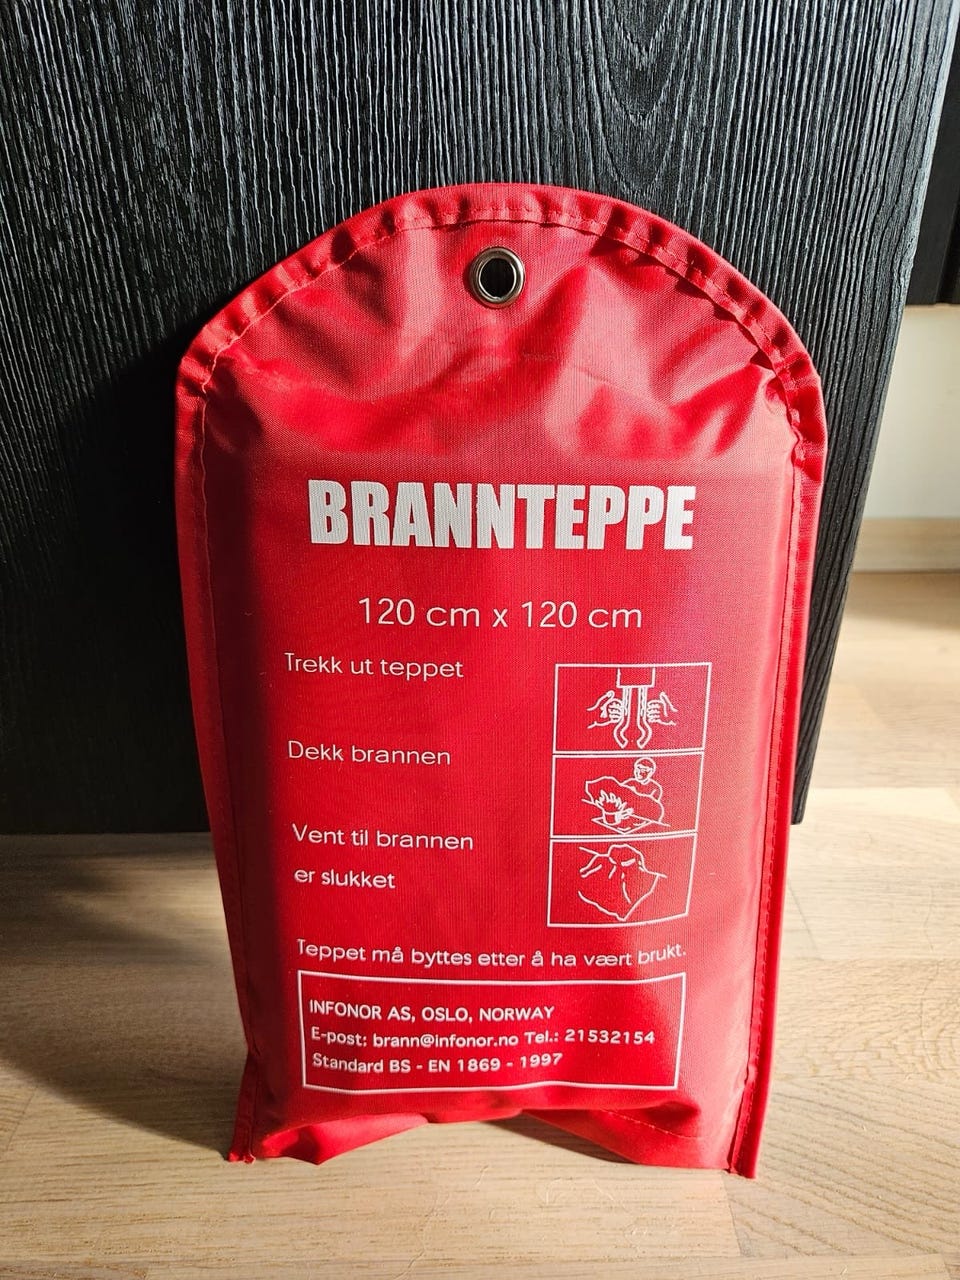 BRANNTEPPE
120 cm x 120 cm
Trekk ut teppet
Dekk brannen
Vent til brannen
er slukket
Teppet må byttes etter å ha vært brukt.
INFONOR AS, OSLO, NORWAY
E-post: brann@infonor.no Tel.: 21532154
Standard BS - EN 1869 - 1997